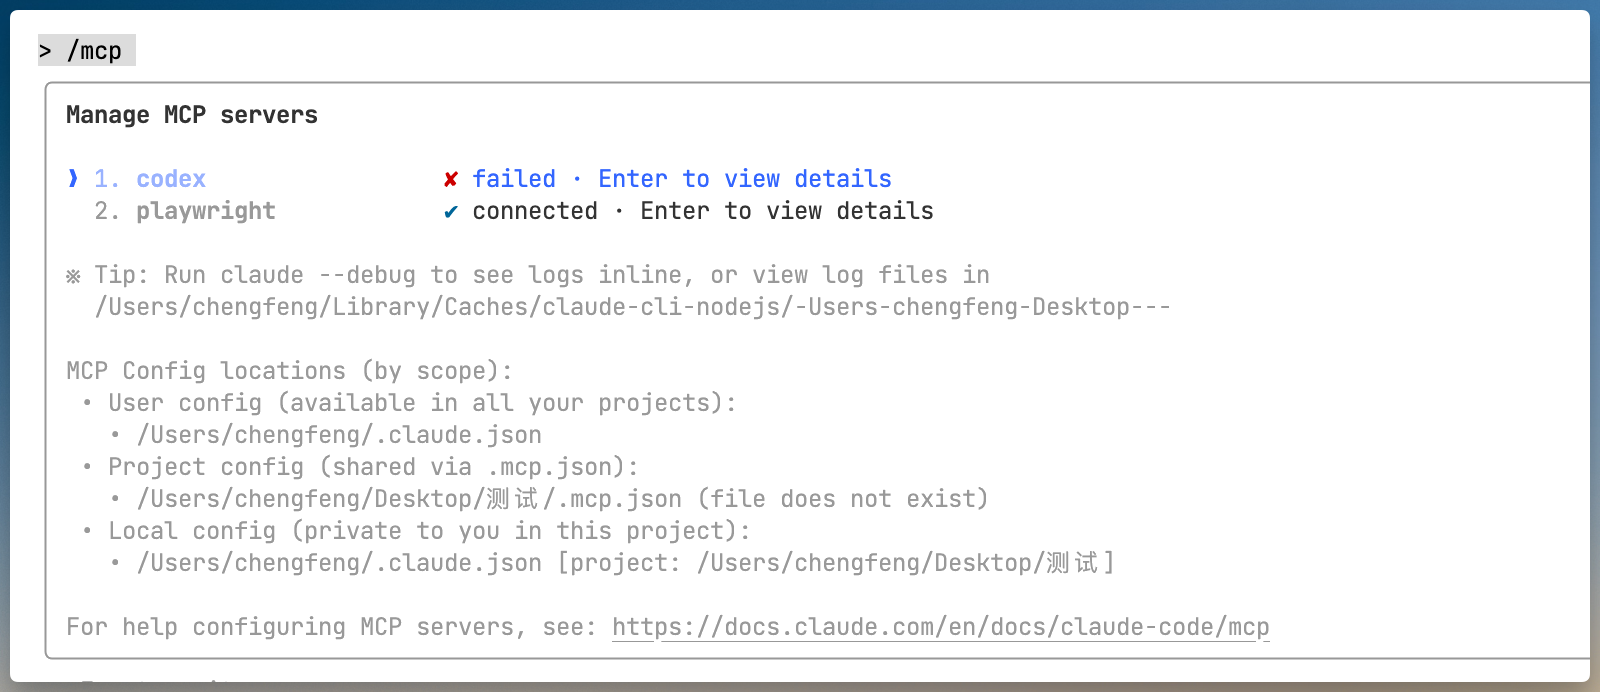 > /mcp
Manage MCP servers
❯ 1. codex ✘ failed · Enter to view details
2. playwright ✔ connected · Enter to view details
※ Tip: Run claude --debug to see logs inline, or view log files in
/Users/chengfeng/Library/Caches/claude-cli-nodejs/-Users-chengfeng-Desktop---
MCP Config locations (by scope):
• User config (available in all your projects):
• /Users/chengfeng/.claude.json
• Project config (shared via .mcp.json):
• /Users/chengfeng/Desktop/测试/.mcp.json (file does not exist)
• Local config (private to you in this project):
• /Users/chengfeng/.claude.json [project: /Users/chengfeng/Desktop/测试]
For help configuring MCP servers, see: https://docs.claude.com/en/docs/claude-code/mcp